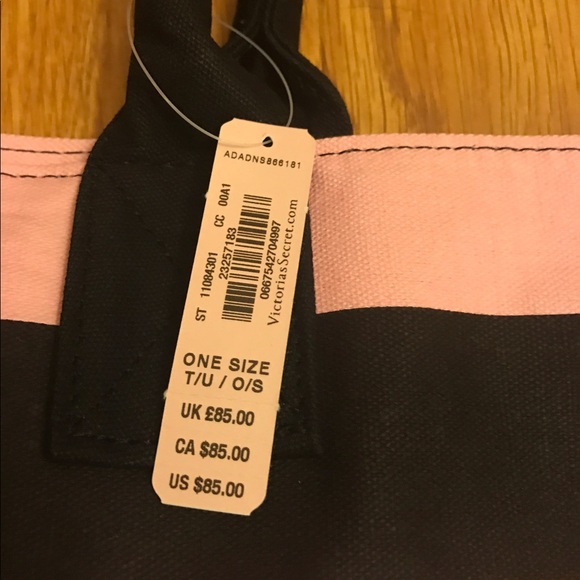 ADADNS866181
ST 11084301 CC 00A1
23257183
0667542704997
VictoriasSecret.com
ONE SIZE
T/U / O/S
UK £85.00
CA $85.00
US $85.00